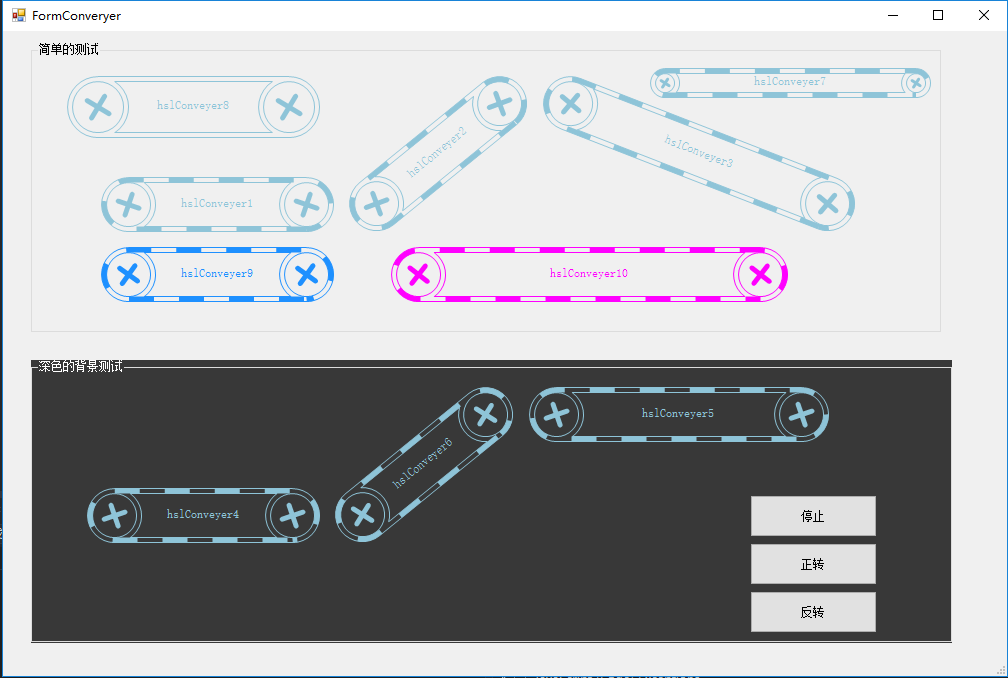 FormConveryer
简单的测试
hslConveyer8
hslConveyer2
hslConveyer3
hslConveyer7
hslConveyer1
hslConveyer9
hslConveyer10
深色的背景测试
hslConveyer4
hslConveyer6
hslConveyer5
停止
正转
反转